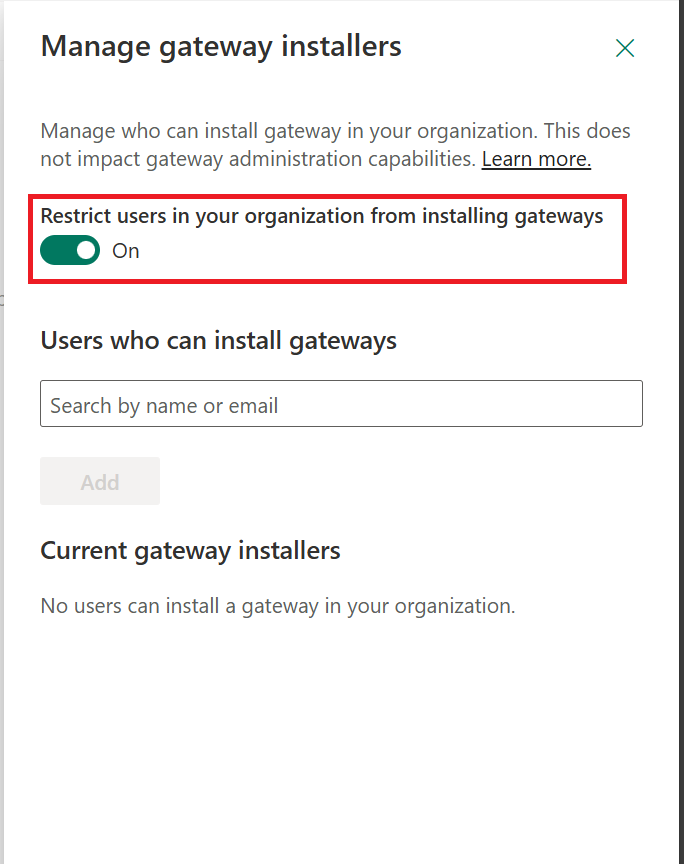 Manage gateway installers
Manage who can install gateway in your organization. This does
not impact gateway administration capabilities. Learn more.
Restrict users in your organization from installing gateways
On
Users who can install gateways
Search by name or email
Add
Current gateway installers
No users can install a gateway in your organization.